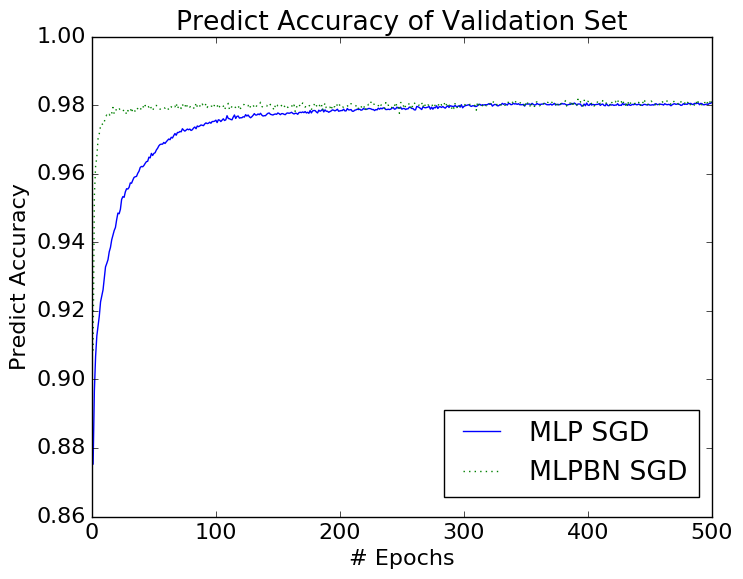 Predict Accuracy of Validation Set
1.00
0.98
0.96
0.94
0.92
0.90
0.88
0.86
Predict Accuracy
MLP SGD
MLPBN SGD
0 100 200 300 400 500
# Epochs